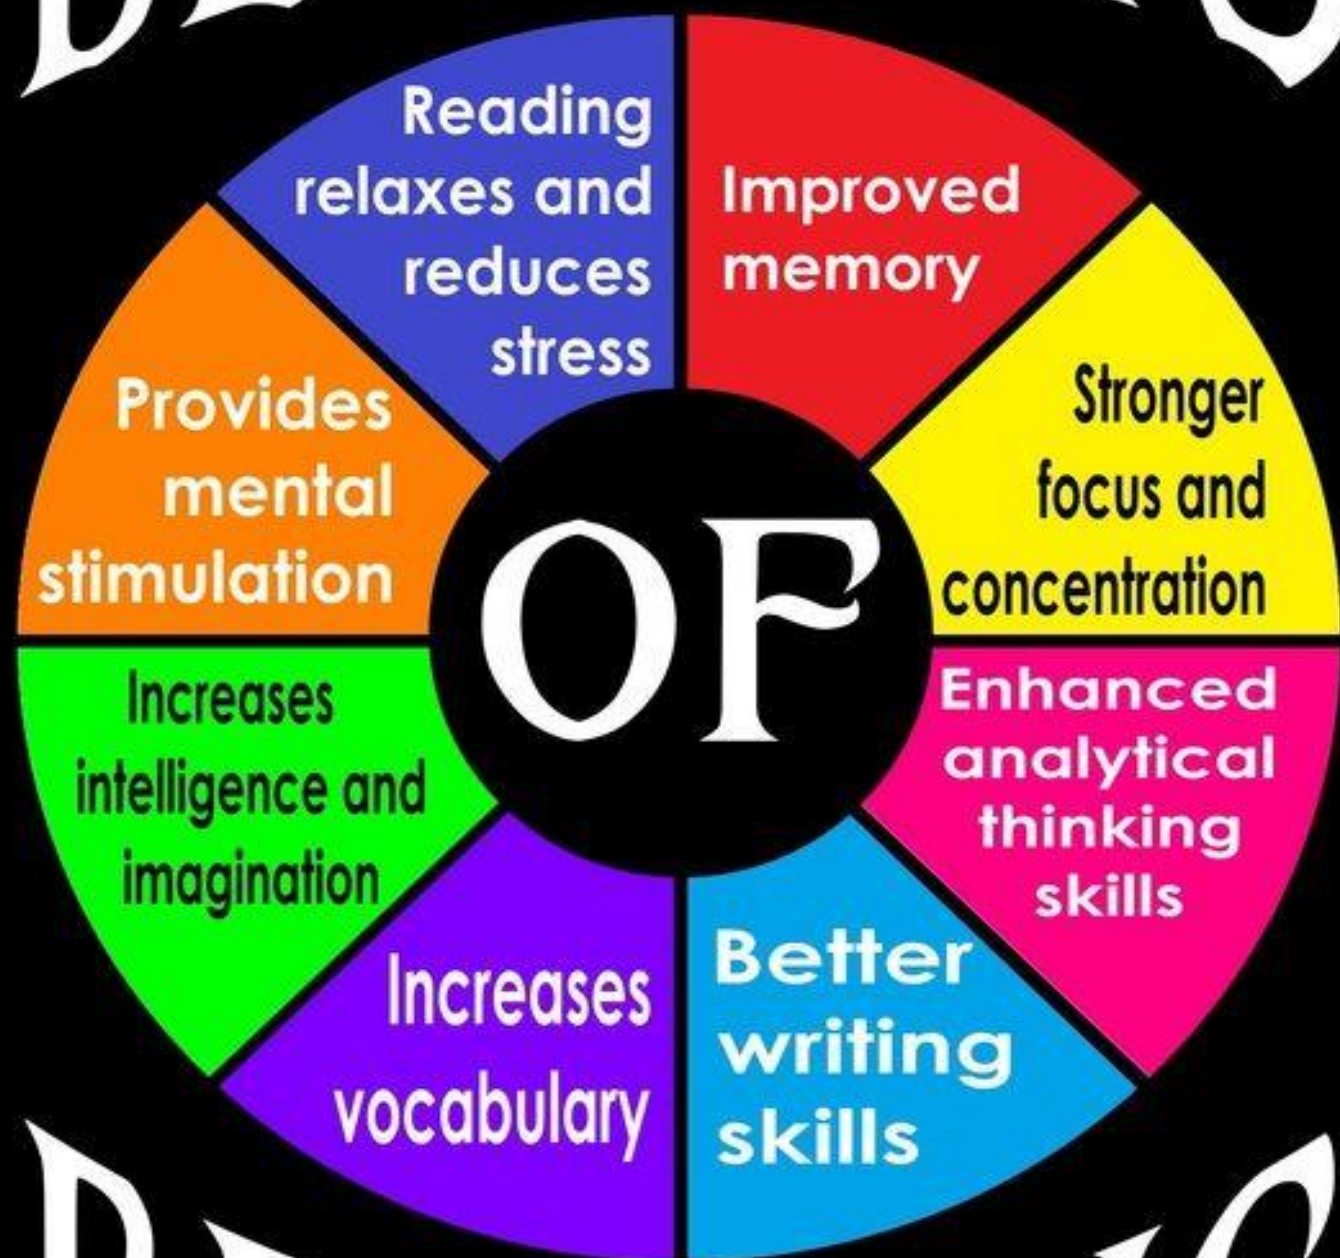 Reading
relaxes and
reduces
stress
Improved
memory
Stronger
focus and
concentration
Enhanced
analytical
thinking
skills
Better
writing
skills
Increases
vocabulary
Increases
intelligence and
imagination
Provides
mental
stimulation
OF